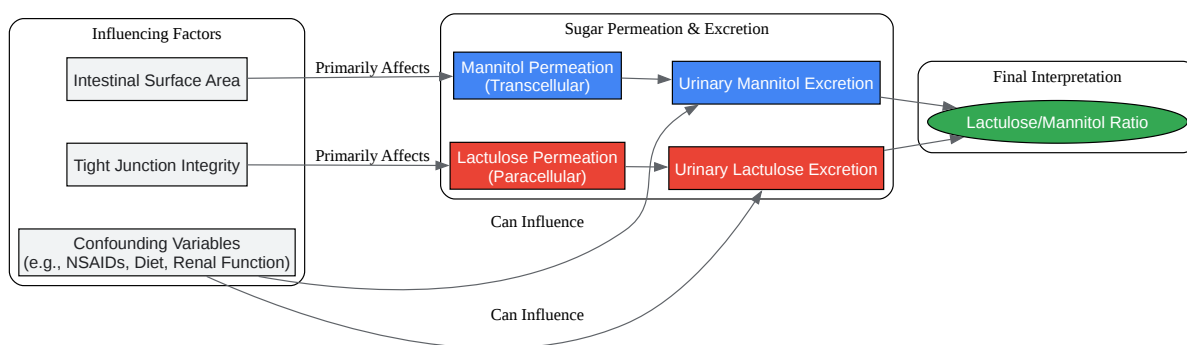 Influencing Factors
Intestinal Surface Area
Tight Junction Integrity
Confounding Variables
(e.g., NSAIDs, Diet, Renal Function)
Primarily Affects
Primarily Affects
Can Influence
Can Influence
Sugar Permeation & Excretion
Mannitol Permeation
(Transcellular)
Urinary Mannitol Excretion
Lactulose Permeation
(Paracellular)
Urinary Lactulose Excretion
Final Interpretation
Lactulose/Mannitol Ratio